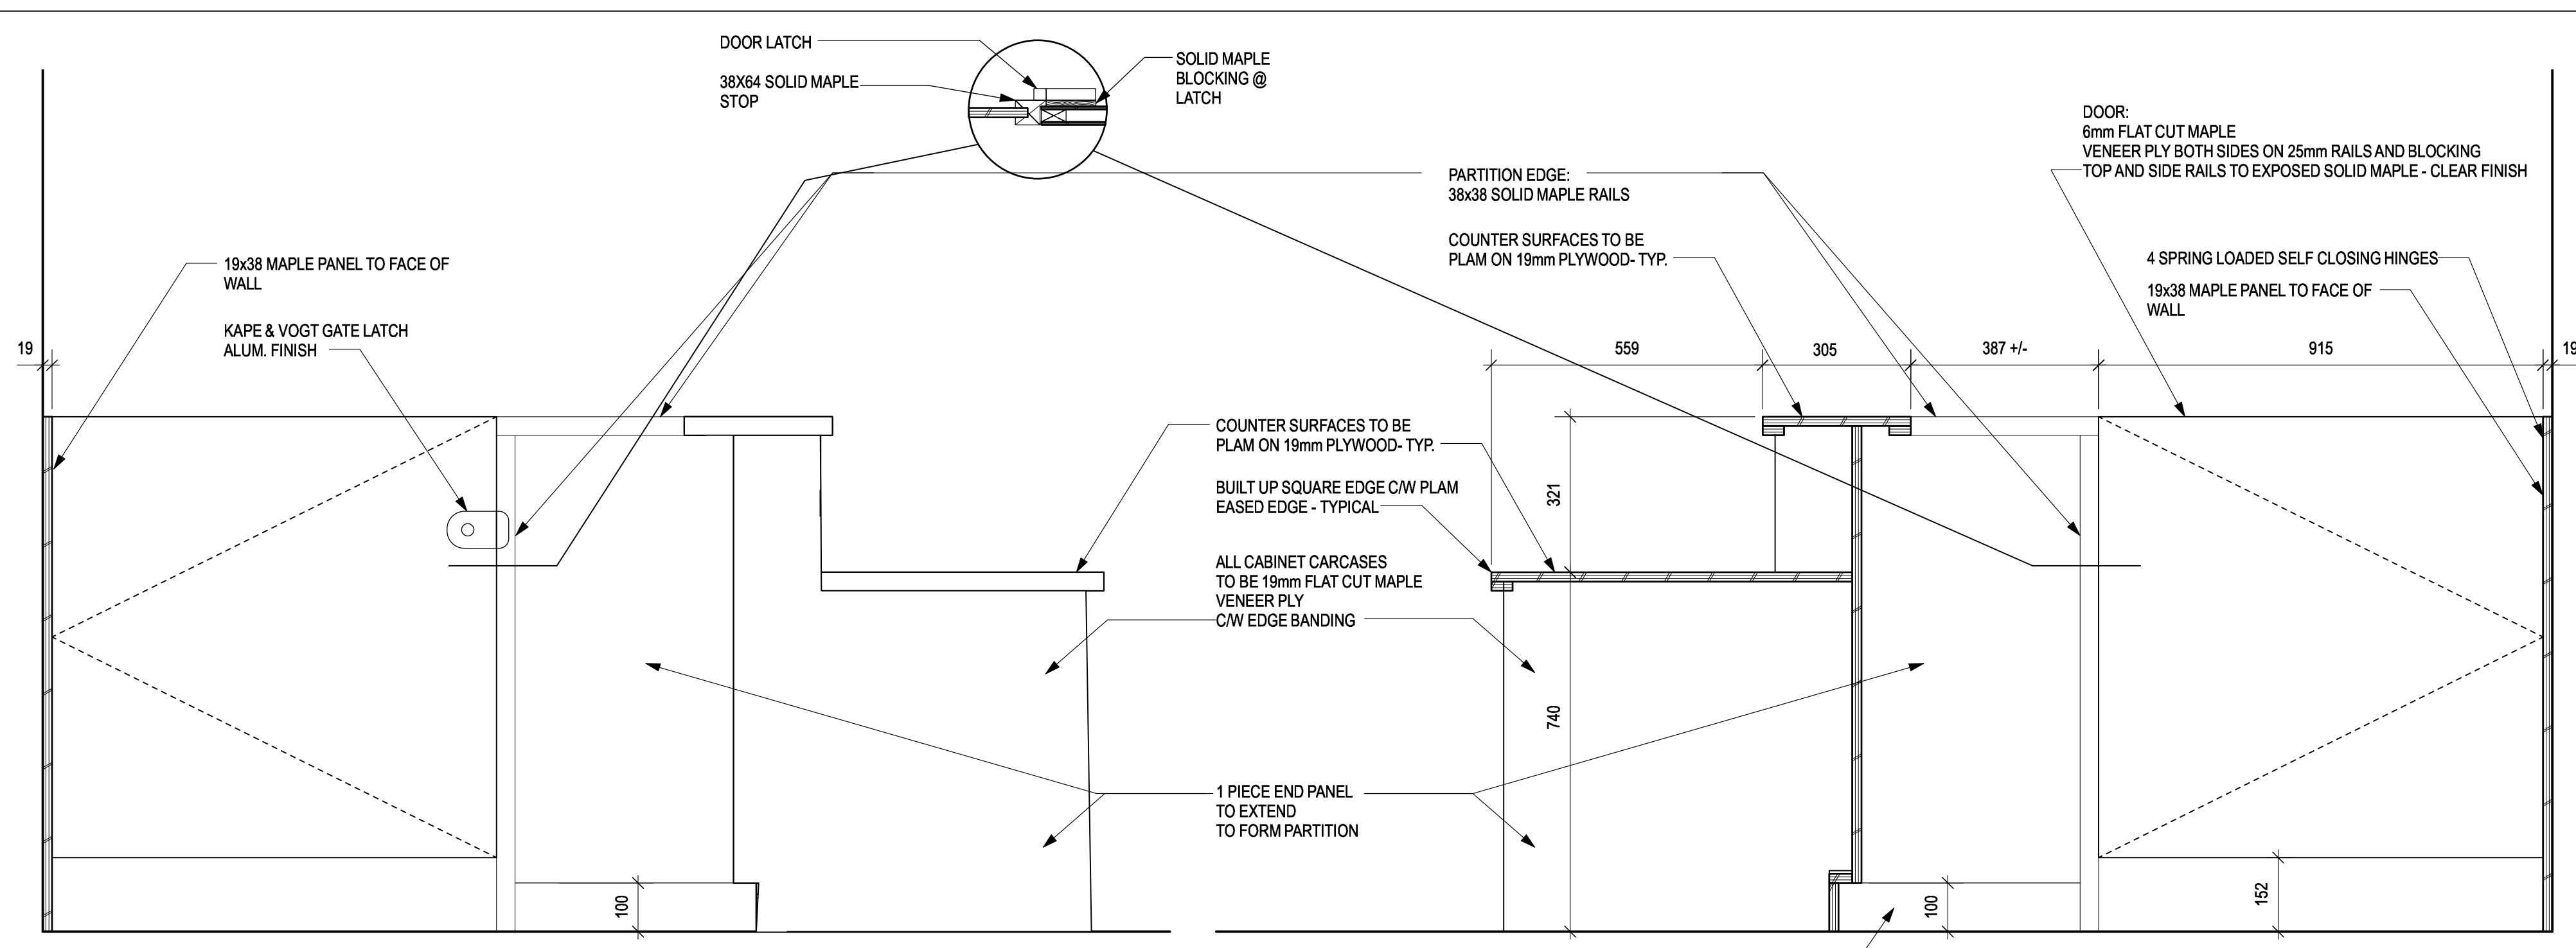 DOOR LATCH
38X64 SOLID MAPLE
STOP
SOLID MAPLE
BLOCKING @
LATCH
DOOR:
6mm FLAT CUT MAPLE
VENEER PLY BOTH SIDES ON 25mm RAILS AND BLOCKING
TOP AND SIDE RAILS TO EXPOSED SOLID MAPLE - CLEAR FINISH
PARTITION EDGE:
38x38 SOLID MAPLE RAILS
COUNTER SURFACES TO BE
PLAM ON 19mm PLYWOOD- TYP.
19x38 MAPLE PANEL TO FACE OF
WALL
KAPE & VOGT GATE LATCH
ALUM. FINISH
4 SPRING LOADED SELF CLOSING HINGES
19x38 MAPLE PANEL TO FACE OF
WALL
19
559
305
387 +/-
915
19
COUNTER SURFACES TO BE
PLAM ON 19mm PLYWOOD- TYP.
BUILT UP SQUARE EDGE C/W PLAM
EASED EDGE - TYPICAL
ALL CABINET CARCASES
TO BE 19mm FLAT CUT MAPLE
VENEER PLY
C/W EDGE BANDING
1 PIECE END PANEL
TO EXTEND
TO FORM PARTITION
321
740
100
100
152